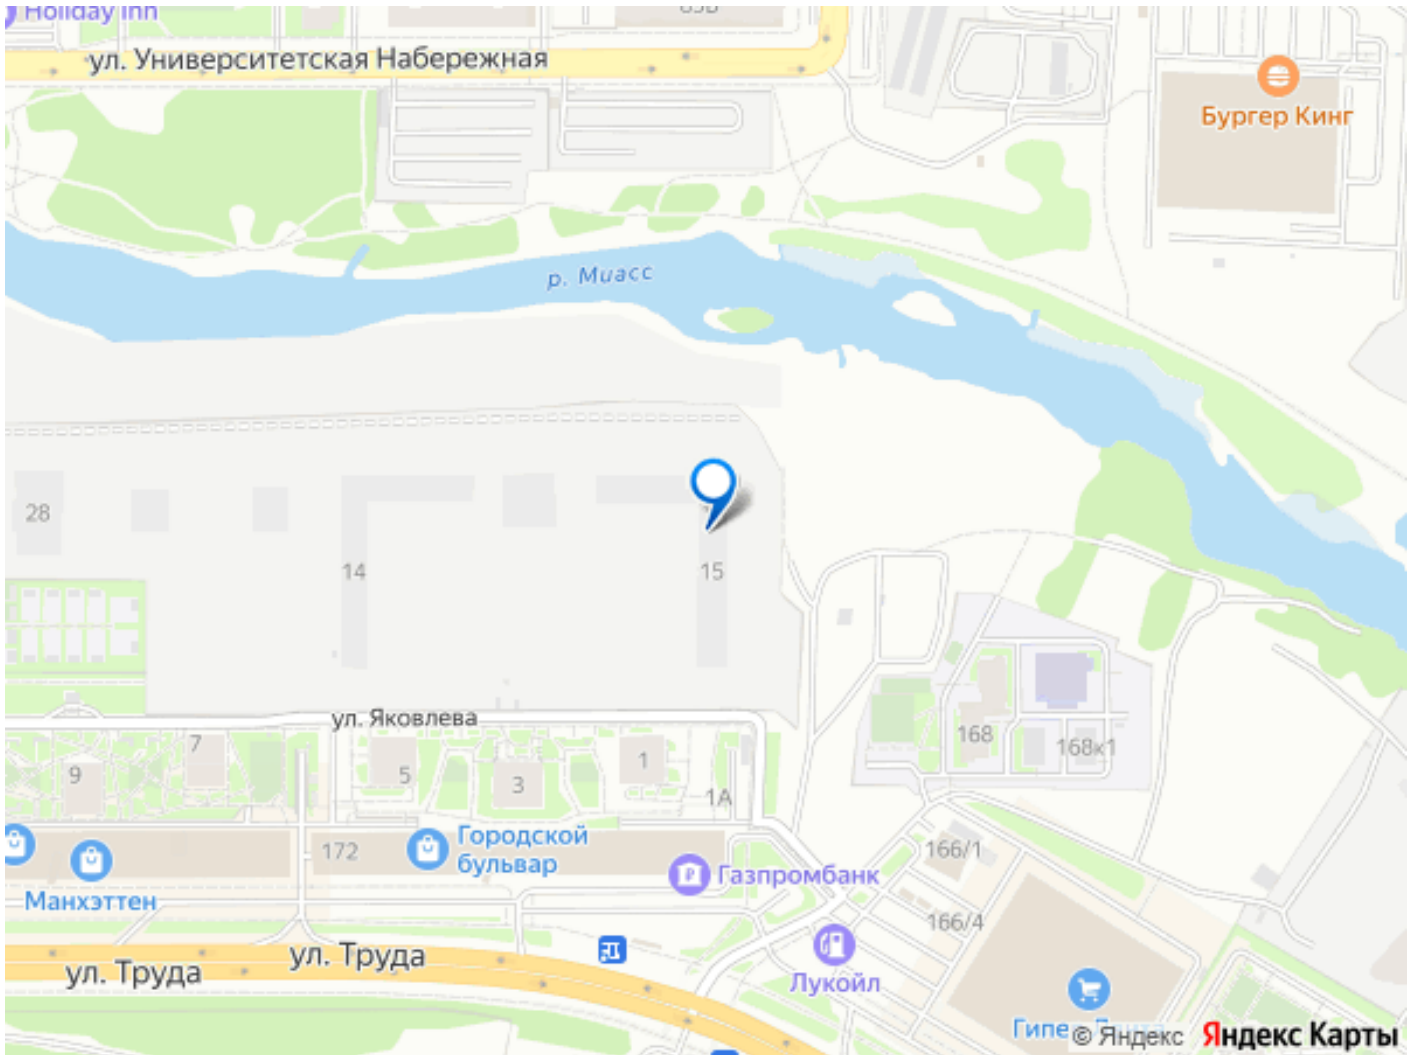 Holiday Inn
ул. Университетская Набережная
Бургер Кинг
р. Миасс
28
14
15
ул. Яковлева
7
9
5
3
1
1А
168
168к1
172
Городской
бульвар
Манхэттен
Газпромбанк
166/1
166/4
ул. Труда
ул. Труда
Лукойл
© Яндекс
Яндекс Карты